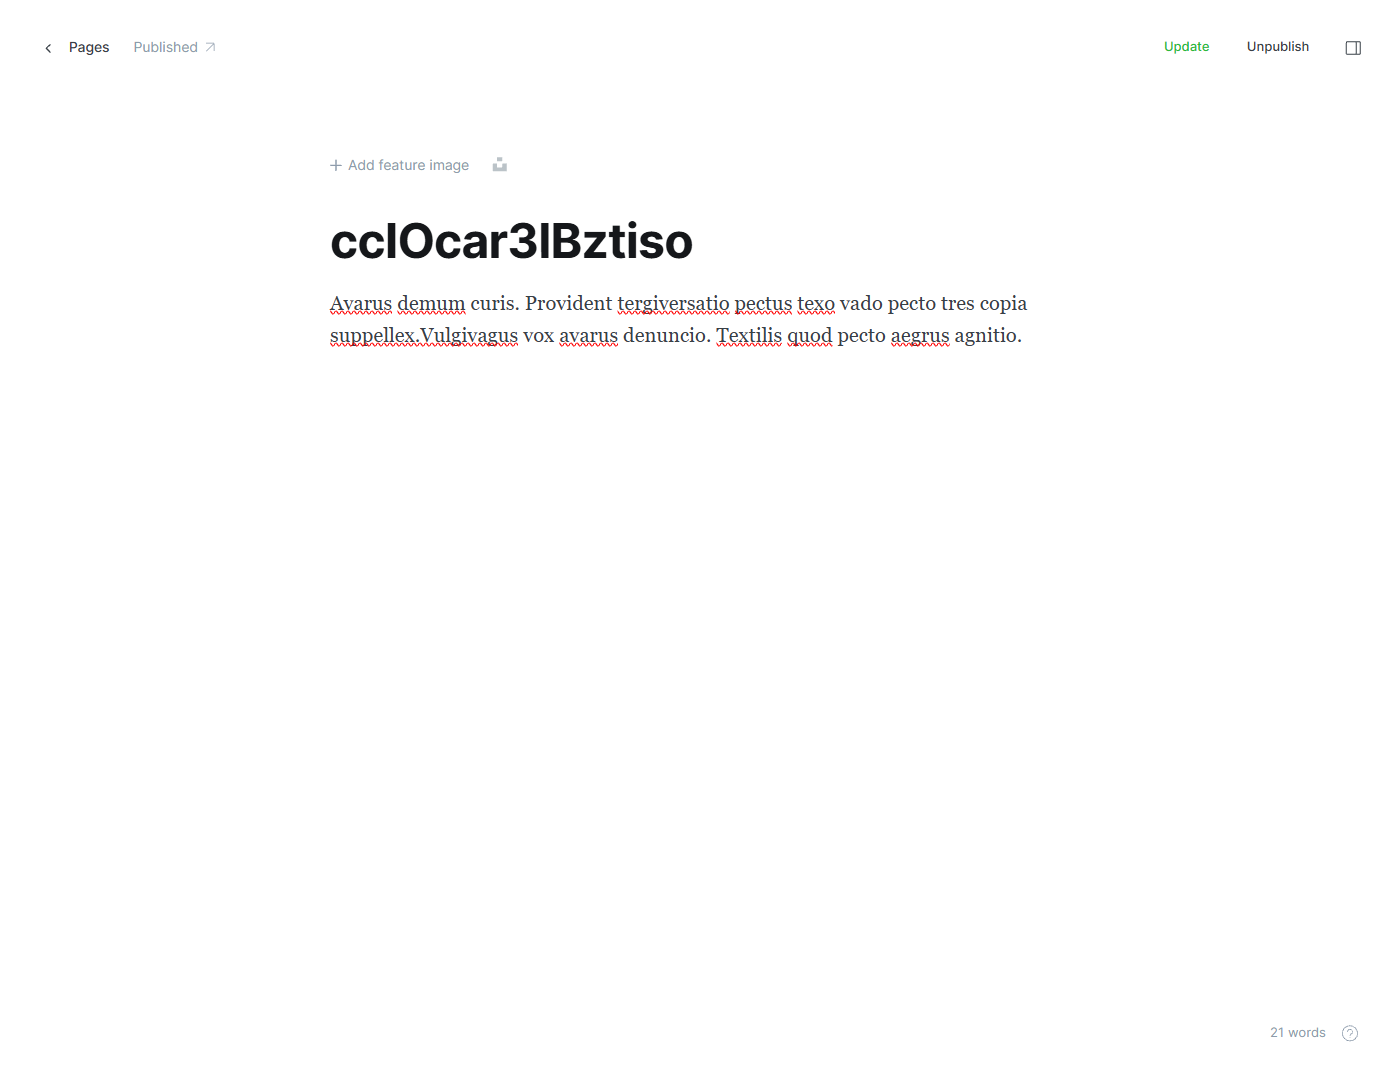 Pages
Published
Update
Unpublish
Add feature image
ccIOcar3IBztiso
Avarus demum curis. Provident tergiversatio pectus texo vado pecto tres copia
suppellex.Vulgivagus vox avarus denuncio. Textilis quod pecto aegrus agnitio.
21 words